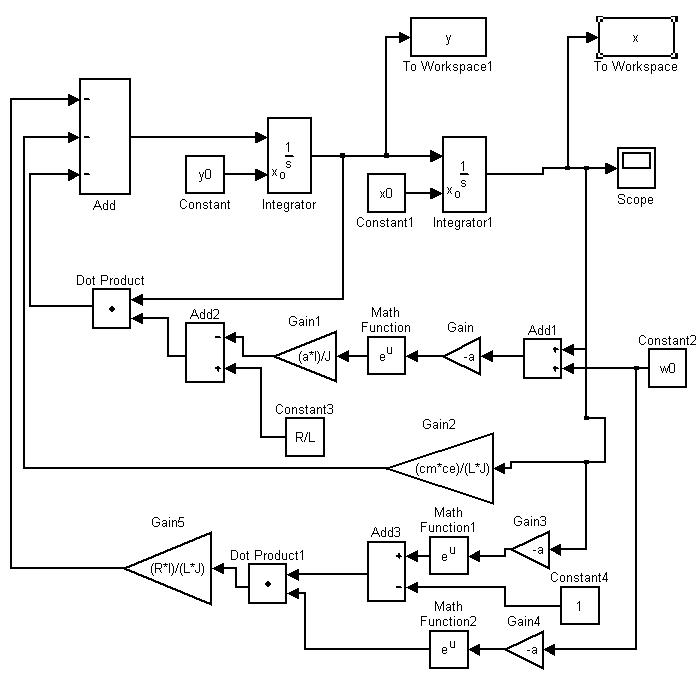 y
x
To Workspace1
To Workspace
-
-
-
Add
y0
Constant
1
s
xo
Integrator
x0
Constant1
1
s
xo
Integrator1
Scope
Dot Product
Add2
-
+
Gain1
(a*I)/J
Math
Function
e^u
Gain
-a
Add1
+
+
Constant2
w0
Constant3
R/L
Gain2
(cm*ce)/(L*J)
Gain5
(R*I)/(L*J)
Dot Product1
Add3
+
-
Math
Function1
e^u
Gain3
-a
Constant4
1
Math
Function2
e^u
Gain4
-a